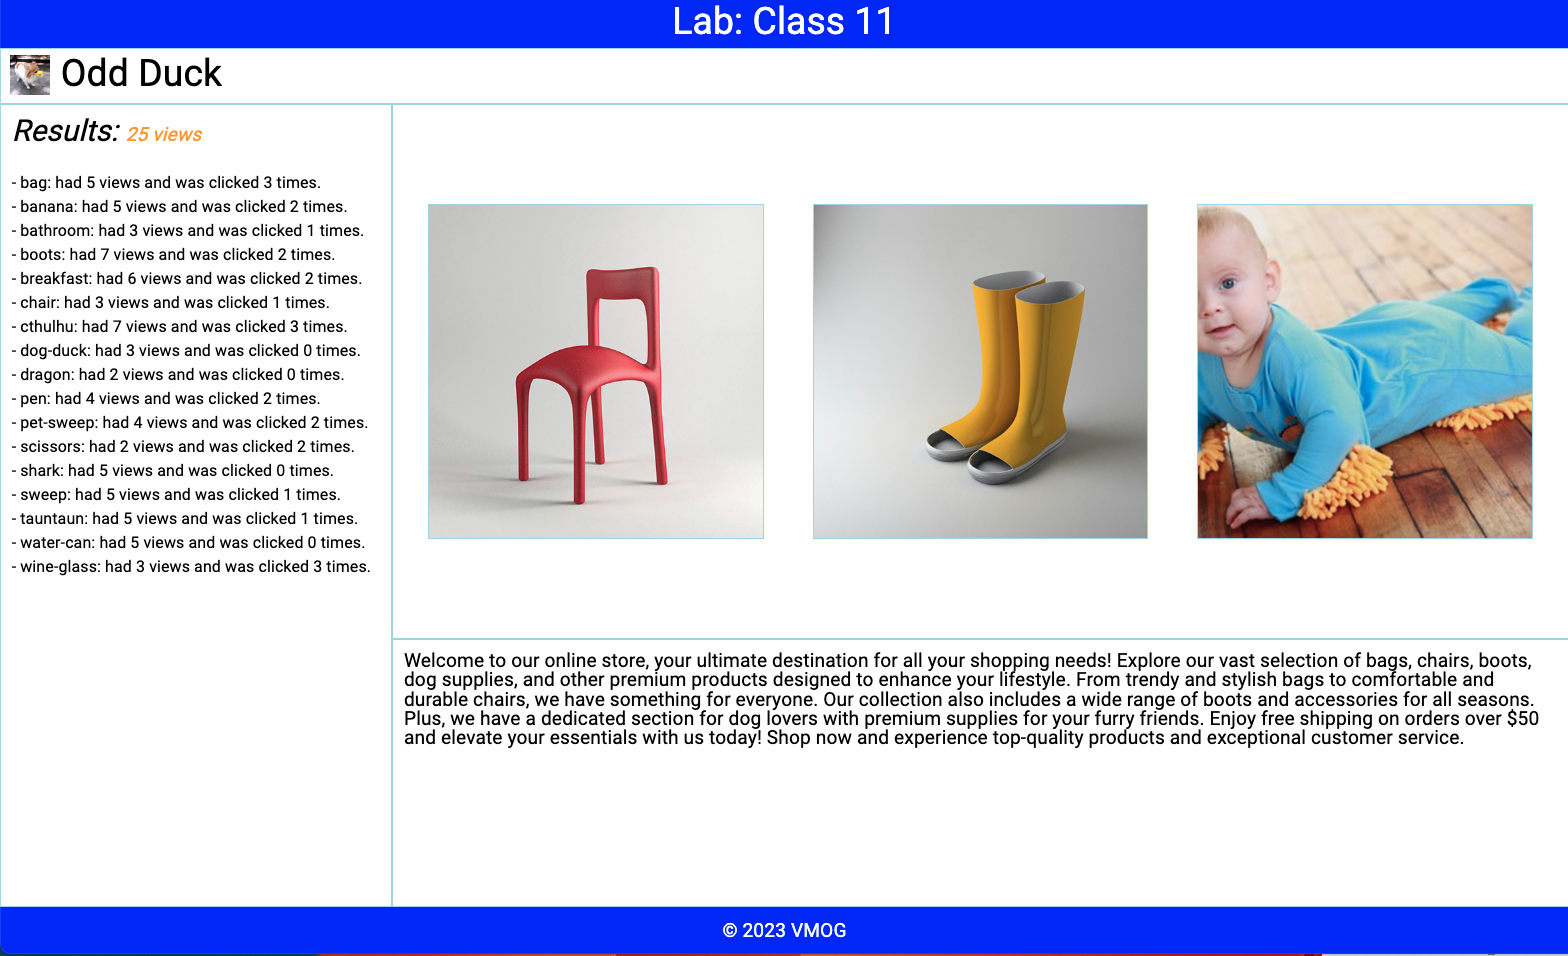 Lab: Class 11
Odd Duck
Results: 25 views
- bag: had 5 views and was clicked 3 times.
- banana: had 5 views and was clicked 2 times.
- bathroom: had 3 views and was clicked 1 times.
- boots: had 7 views and was clicked 2 times.
- breakfast: had 6 views and was clicked 2 times.
- chair: had 3 views and was clicked 1 times.
- cthulhu: had 7 views and was clicked 3 times.
- dog-duck: had 3 views and was clicked 0 times.
- dragon: had 2 views and was clicked 0 times.
- pen: had 4 views and was clicked 2 times.
- pet-sweep: had 4 views and was clicked 2 times.
- scissors: had 2 views and was clicked 2 times.
- shark: had 5 views and was clicked 0 times.
- sweep: had 5 views and was clicked 1 times.
- tauntaun: had 5 views and was clicked 1 times.
- water-can: had 5 views and was clicked 0 times.
- wine-glass: had 3 views and was clicked 3 times.
Welcome to our online store, your ultimate destination for all your shopping needs! Explore our vast selection of bags, chairs, boots,
dog supplies, and other premium products designed to enhance your lifestyle. From trendy and stylish bags to comfortable and
durable chairs, we have something for everyone. Our collection also includes a wide range of boots and accessories for all seasons.
Plus, we have a dedicated section for dog lovers with premium supplies for your furry friends. Enjoy free shipping on orders over $50
and elevate your essentials with us today! Shop now and experience top-quality products and exceptional customer service.
© 2023 VMOG